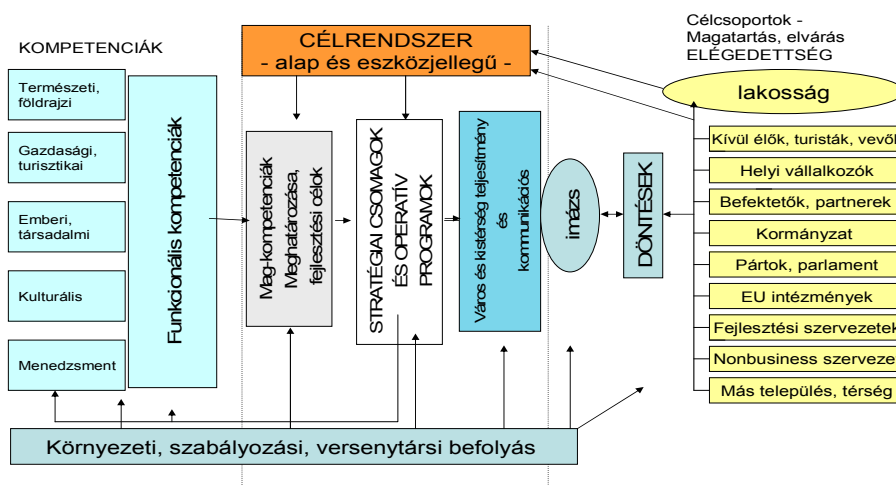 KOMPETENCIÁK
CÉLRENDSZER
- alap és eszközjellegű -
Célcsoportok -
Magatartás, elvárás
ELÉGEDETTSÉG
Természeti,
földrajzi
Gazdasági,
turisztikai
Emberi,
társadalmi
Kulturális
Menedzsment
Funkcionális kompetenciák
Mag-kompetenciák
Meghatározása,
fejlesztési célok
STRATÉGIAI CSOMAGOK
ÉS OPERATÍV
PROGRAMOK
Város és kistérség teljesítmény
és
kommunikációs
imázs
DÖNTÉSEK
lakosság
Kívül élők, turisták, vevők
Helyi vállalkozók
Befektetők, partnerek
Kormányzat
Pártok, parlament
EU intézmények
Fejlesztési szervezetek
Nonbusiness szerveze
Más település, térség
Környezeti, szabályozási, versenytársi befolyás